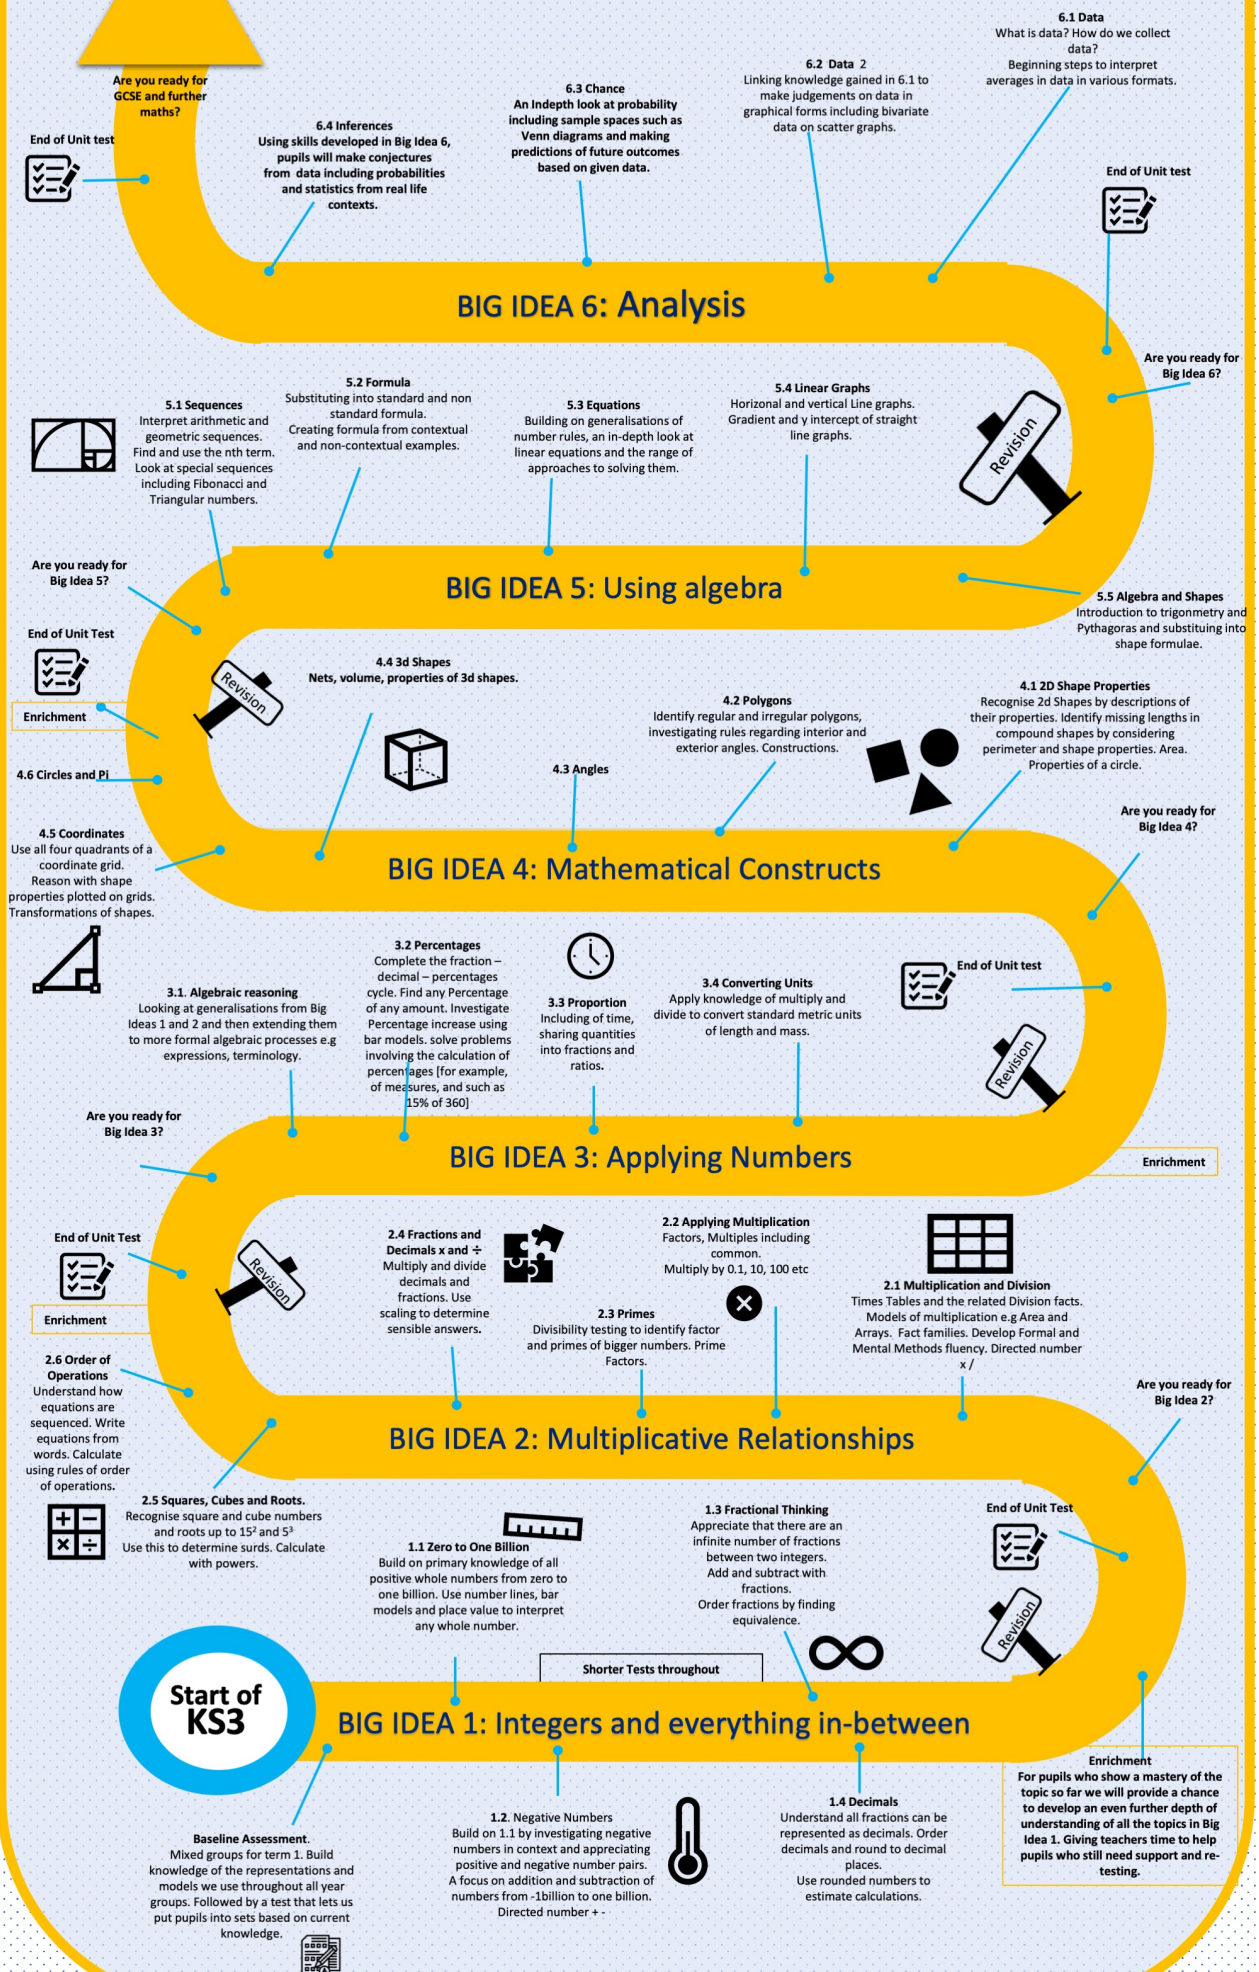 6.1 Data
What is data? How do we collect
data?
Beginning steps to interpret
averages in data in various formats.
6.2 Data 2
Linking knowledge gained in 6.1 to
make judgements on data in
graphical forms including bivariate
data on scatter graphs.
6.3 Chance
An Indepth look at probability
including sample spaces such as
Venn diagrams and making
predictions of future outcomes
based on given data.
6.4 Inferences
Using skills developed in Big Idea 6,
pupils will make conjectures
from data including probabilities
and statistics from real life
contexts.
Are you ready for
GCSE and further
maths?
End of Unit test
End of Unit test
BIG IDEA 6: Analysis
Are you ready for
Big Idea 6?
5.1 Sequences
Interpret arithmetic and
geometric sequences.
Find and use the nth term.
Look at special sequences
including Fibonacci and
Triangular numbers.
5.2 Formula
Substituting into standard and non
standard formula.
Creating formula from contextual
and non-contextual examples.
5.3 Equations
Building on generalisations of
number rules, an in-depth look at
linear equations and the range of
approaches to solving them.
5.4 Linear Graphs
Horizonal and vertical Line graphs.
Gradient and y intercept of straight
line graphs.
Revision
Are you ready for
Big Idea 5?
BIG IDEA 5: Using algebra
5.5 Algebra and Shapes
Introduction to trigonmetry and
Pythagoras and substituing into
shape formulae.
End of Unit Test
Enrichment
Revision
4.4 3d Shapes
Nets, volume, properties of 3d shapes.
4.2 Polygons
Identify regular and irregular polygons,
investigating rules regarding interior and
exterior angles. Constructions.
4.1 2D Shape Properties
Recognise 2d Shapes by descriptions of
their properties. Identify missing lengths in
compound shapes by considering
perimeter and shape properties. Area.
Properties of a circle.
4.6 Circles and Pi
4.3 Angles
4.5 Coordinates
Use all four quadrants of a
coordinate grid.
Reason with shape
properties plotted on grids.
Transformations of shapes.
Are you ready for
Big Idea 4?
BIG IDEA 4: Mathematical Constructs
3.1. Algebraic reasoning
Looking at generalisations from Big
Ideas 1 and 2 and then extending them
to more formal algebraic processes e.g
expressions, terminology.
3.2 Percentages
Complete the fraction –
decimal – percentages
cycle. Find any Percentage
of any amount. Investigate
Percentage increase using
bar models. solve problems
involving the calculation of
percentages [for example,
of measures, and such as
15% of 360]
3.3 Proportion
Including of time,
sharing quantities
into fractions and
ratios.
3.4 Converting Units
Apply knowledge of multiply and
divide to convert standard metric units
of length and mass.
End of Unit test
Revision
Are you ready for
Big Idea 3?
BIG IDEA 3: Applying Numbers
Enrichment
End of Unit Test
Enrichment
Revision
2.4 Fractions and
Decimals x and ÷
Multiply and divide
decimals and
fractions. Use
scaling to determine
sensible answers.
2.3 Primes
Divisibility testing to identify factor
and primes of bigger numbers. Prime
Factors.
2.2 Applying Multiplication
Factors, Multiples including
common.
Multiply by 0.1, 10, 100 etc
2.1 Multiplication and Division
Times Tables and the related Division facts.
Models of multiplication e.g Area and
Arrays. Fact families. Develop Formal and
Mental Methods fluency. Directed number
x /
2.6 Order of
Operations
Understand how
equations are
sequenced. Write
equations from
words. Calculate
using rules of order
of operations.
Are you ready for
Big Idea 2?
BIG IDEA 2: Multiplicative Relationships
2.5 Squares, Cubes and Roots.
Recognise square and cube numbers
and roots up to 15² and 5³
Use this to determine surds. Calculate
with powers.
1.1 Zero to One Billion
Build on primary knowledge of all
positive whole numbers from zero to
one billion. Use number lines, bar
models and place value to interpret
any whole number.
1.3 Fractional Thinking
Appreciate that there are an
infinite number of fractions
between two integers.
Add and subtract with
fractions.
Order fractions by finding
equivalence.
End of Unit Test
Revision
Shorter Tests throughout
Start of
KS3
BIG IDEA 1: Integers and everything in-between
Baseline Assessment.
Mixed groups for term 1. Build
knowledge of the representations and
models we use throughout all year
groups. Followed by a test that lets us
put pupils into sets based on current
knowledge.
1.2. Negative Numbers
Build on 1.1 by investigating negative
numbers in context and appreciating
positive and negative number pairs.
A focus on addition and subtraction of
numbers from -1billion to one billion.
Directed number + -
1.4 Decimals
Understand all fractions can be
represented as decimals. Order
decimals and round to decimal
places.
Use rounded numbers to
estimate calculations.
Enrichment
For pupils who show a mastery of the
topic so far we will provide a chance
to develop an even further depth of
understanding of all the topics in Big
Idea 1. Giving teachers time to help
pupils who still need support and re-
testing.